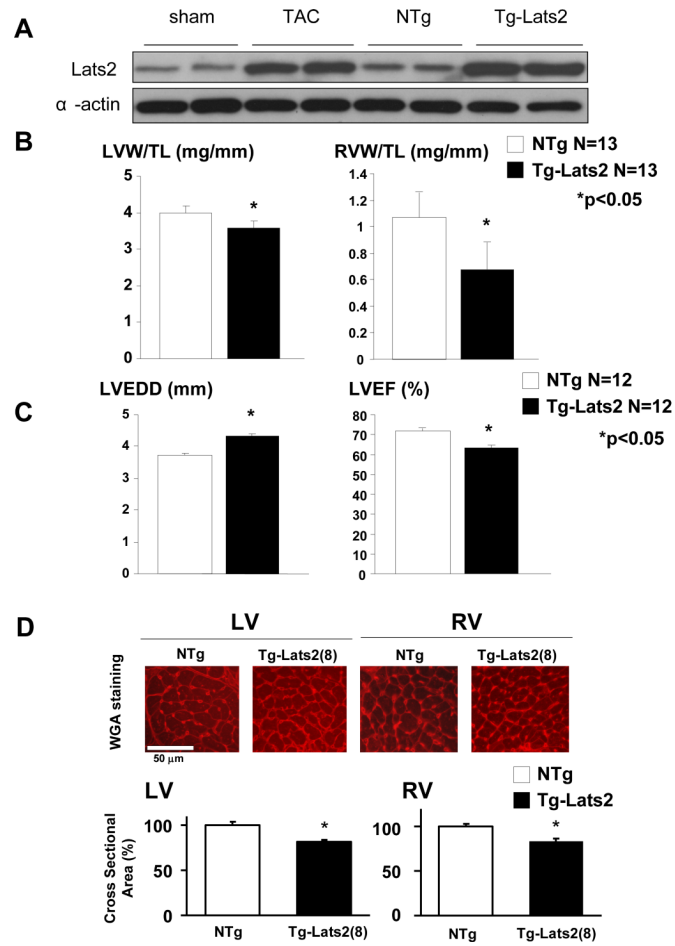 A
sham TAC NTg Tg-Lats2
Lats2
α -actin
B
LVW/TL (mg/mm)
5
4
3
2
1
0
*
RVW/TL (mg/mm)
1.4
1.2
1
0.8
0.6
0.4
0.2
0
*
NTg N=13
Tg-Lats2 N=13
*p<0.05
C
LVEDD (mm)
5
4
3
2
1
0
*
LVEF (%)
80
70
60
50
40
30
20
10
0
*
NTg N=12
Tg-Lats2 N=12
*p<0.05
D
LV RV
NTg Tg-Lats2(8) NTg Tg-Lats2(8)
WGA staining
50 μm
NTg
Tg-Lats2
LV
Cross Sectional
Area (%)
100
50
0
*
NTg Tg-Lats2(8)
RV
100
50
0
*
NTg Tg-Lats2(8)